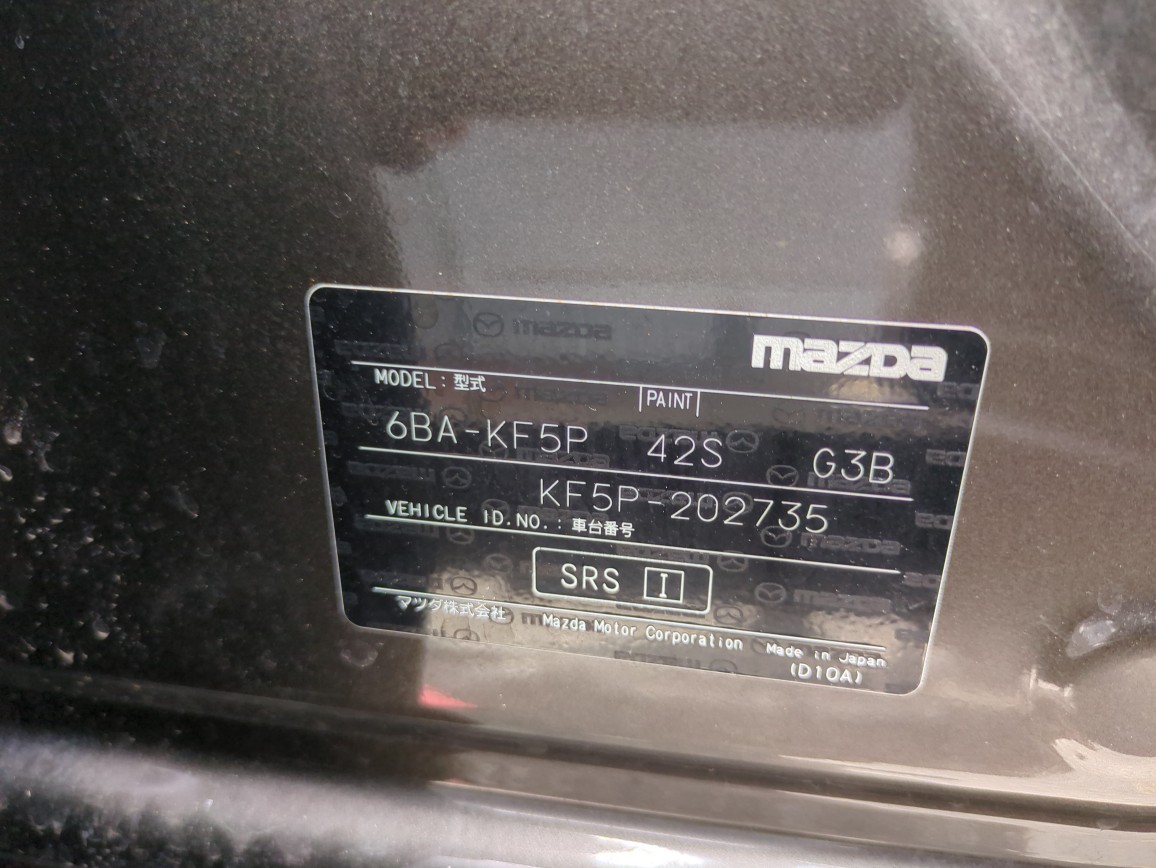 mazda
MODEL : 型式
PAINT
6BA-KF5P 42S G3B
KF5P-202735
VEHICLE ID.NO. : 車台番号
SRS I
マツダ株式会社 Mazda Motor Corporation Made in Japan
(D10A)